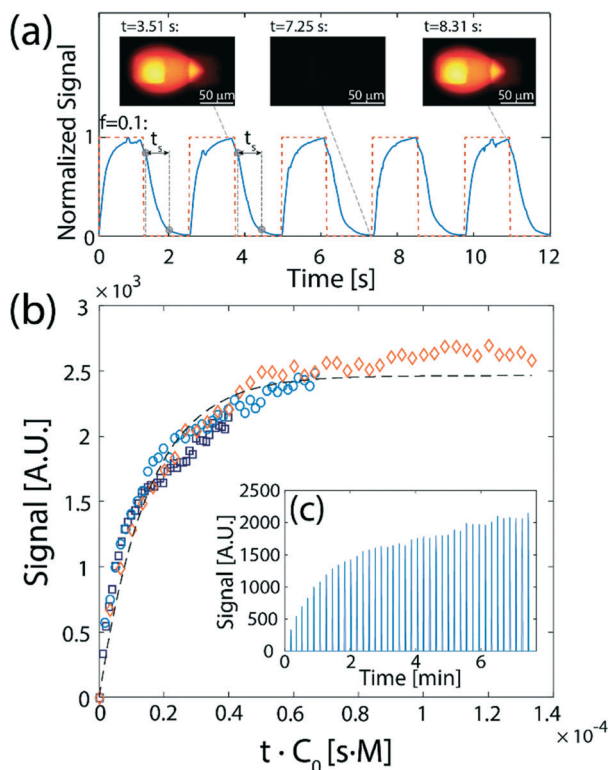 (a)
t=3.51 s:
t=7.25 s:
t=8.31 s:
50 μm
50 μm
50 μm
f=0.1:
Normalized Signal
1
0
t_s
t_s
0 2 4 6 8 10 12
Time [s]
(b)
× 10³
3
2.5
2
1.5
1
0.5
0
Signal [A.U.]
(c)
2500
2000
1500
1000
500
0
Signal [A.U.]
0 2 4 6
Time [min]
0 0.2 0.4 0.6 0.8 1 1.2 1.4
× 10⁻⁴
t · C₀ [s·M]